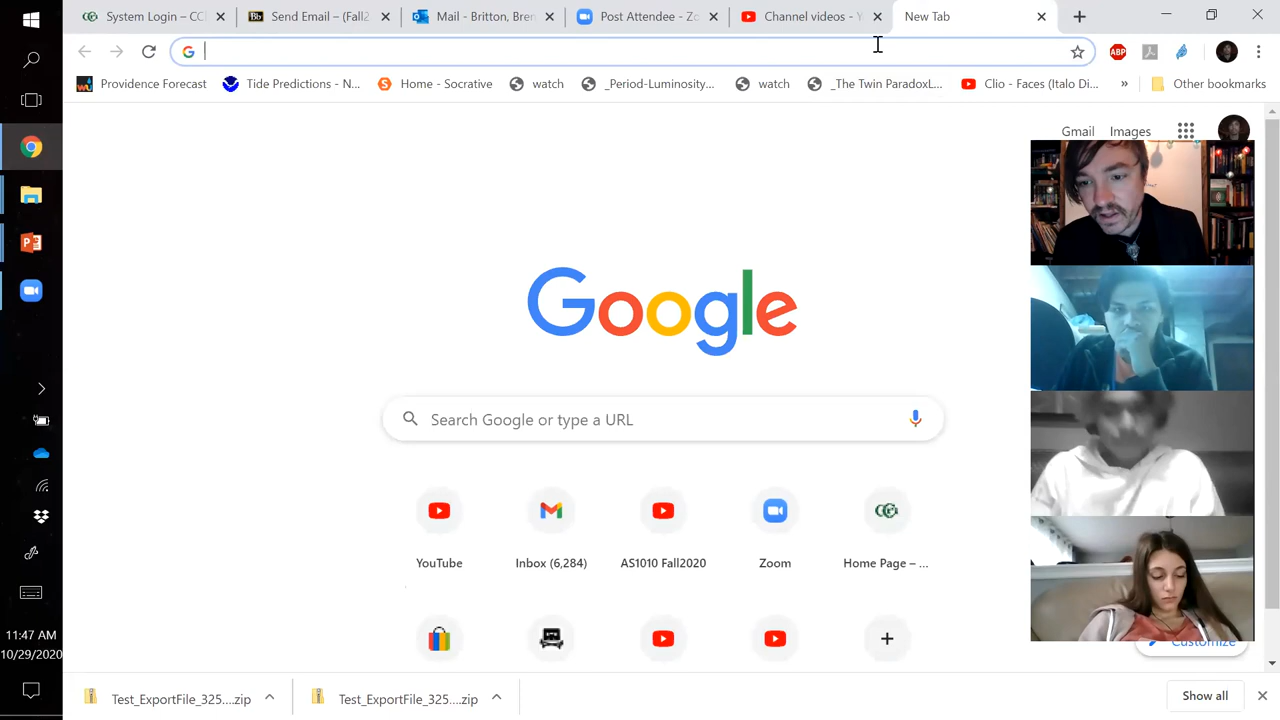 System Login – CC
Send Email – (Fall2
Mail - Britton, Bren
Post Attendee - Zo
Channel videos - Y
New Tab
Providence Forecast
Tide Predictions - N...
Home - Socrative
watch
_Period-Luminosity...
watch
_The Twin ParadoxL...
Clio - Faces (Italo Di...
»
Other bookmarks
ABP
Gmail
Images
Google
Search Google or type a URL
YouTube
Inbox (6,284)
AS1010 Fall2020
Zoom
Home Page – ...
Customize
11:47 AM
10/29/2020
Test_ExportFile_325....zip
Test_ExportFile_325....zip
Show all